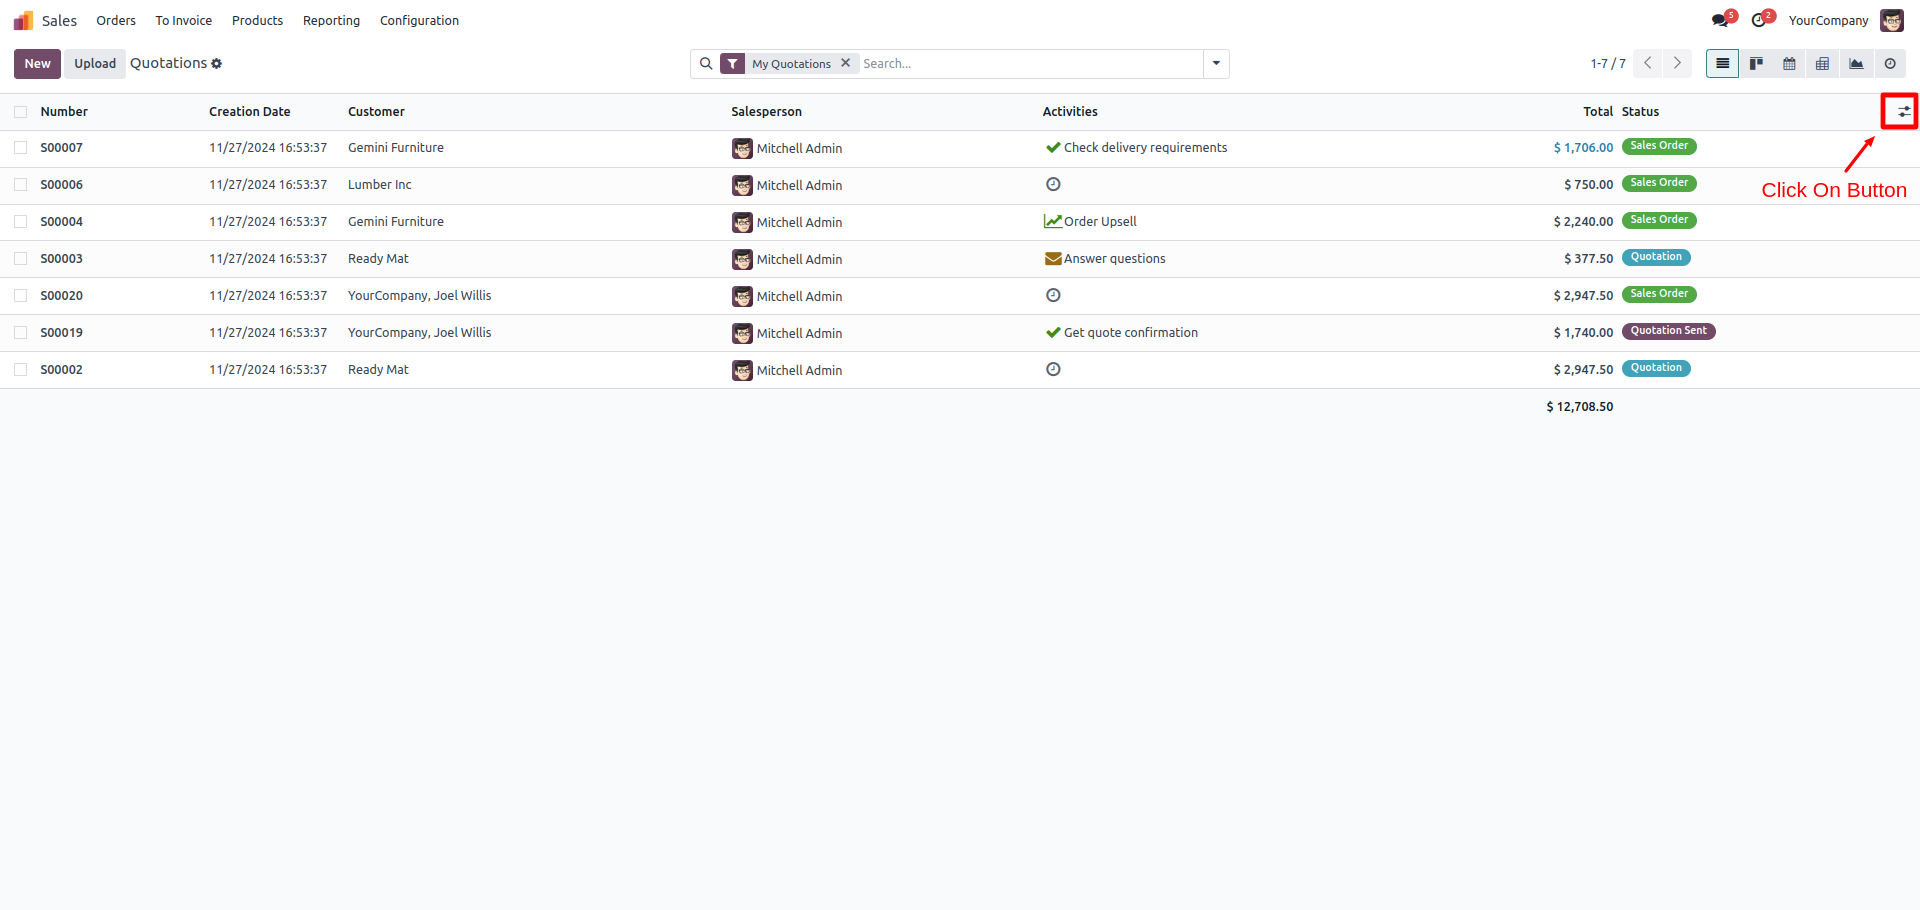 Sales Orders To Invoice Products Reporting Configuration 5 2 YourCompany
New Upload Quotations My Quotations Search... 1-7 / 7
Number Creation Date Customer Salesperson Activities Total Status
S00007 11/27/2024 16:53:37 Gemini Furniture Mitchell Admin Check delivery requirements $ 1,706.00 Sales Order
S00006 11/27/2024 16:53:37 Lumber Inc Mitchell Admin $ 750.00 Sales Order
Click On Button
S00004 11/27/2024 16:53:37 Gemini Furniture Mitchell Admin Order Upsell $ 2,240.00 Sales Order
S00003 11/27/2024 16:53:37 Ready Mat Mitchell Admin Answer questions $ 377.50 Quotation
S00020 11/27/2024 16:53:37 YourCompany, Joel Willis Mitchell Admin $ 2,947.50 Sales Order
S00019 11/27/2024 16:53:37 YourCompany, Joel Willis Mitchell Admin Get quote confirmation $ 1,740.00 Quotation Sent
S00002 11/27/2024 16:53:37 Ready Mat Mitchell Admin $ 2,947.50 Quotation
$ 12,708.50